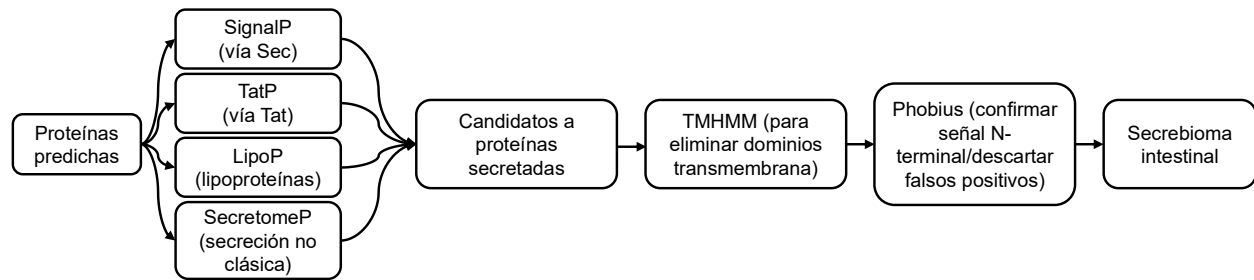 Proteínas
predichas
SignalP
(vía Sec)
TatP
(vía Tat)
LipoP
(lipoproteínas)
SecretomeP
(secreción no
clásica)
Candidatos a
proteínas
secretadas
TMHMM (para
eliminar dominios
transmembrana)
Phobius (confirmar
señal N-
terminal/descartar
falsos positivos)
Secrebioma
intestinal